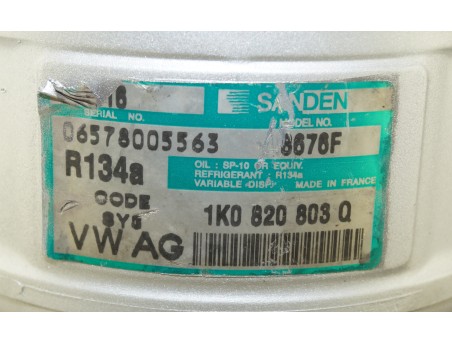 16 SANDEN
SERIAL NO. MODEL NO.
06578005563 8676F
R134a
OIL : SP-10 OR EQUIV.
REFRIGERANT : R134a
VARIABLE DISP. MADE IN FRANCE
CODE
SY5
1K0 820 803 Q
VW AG